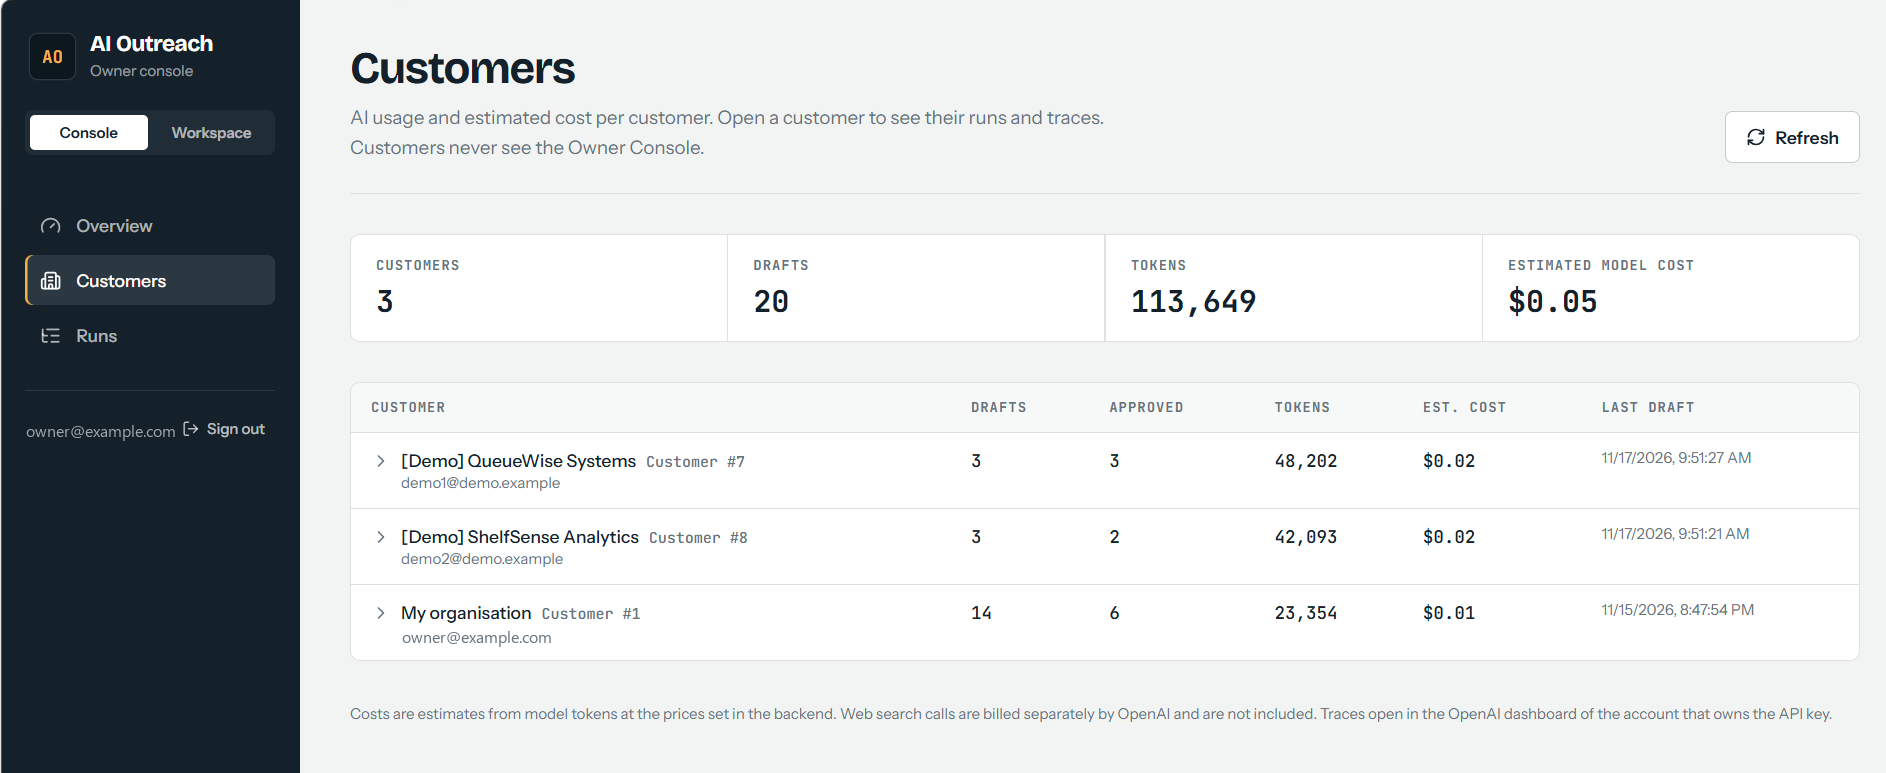 AO
AI Outreach
Owner console
Console Workspace
Overview
Customers
Runs
owner@example.com Sign out
Customers
AI usage and estimated cost per customer. Open a customer to see their runs and traces.
Customers never see the Owner Console.
Refresh
CUSTOMERS DRAFTS TOKENS ESTIMATED MODEL COST
3 20 113,649 $0.05
CUSTOMER DRAFTS APPROVED TOKENS EST. COST LAST DRAFT
[Demo] QueueWise Systems Customer #7 3 3 48,202 $0.02 11/17/2026, 9:51:27 AM
demo1@demo.example
[Demo] ShelfSense Analytics Customer #8 3 2 42,093 $0.02 11/17/2026, 9:51:21 AM
demo2@demo.example
My organisation Customer #1 14 6 23,354 $0.01 11/15/2026, 8:47:54 PM
owner@example.com
Costs are estimates from model tokens at the prices set in the backend. Web search calls are billed separately by OpenAI and are not included. Traces open in the OpenAI dashboard of the account that owns the API key.